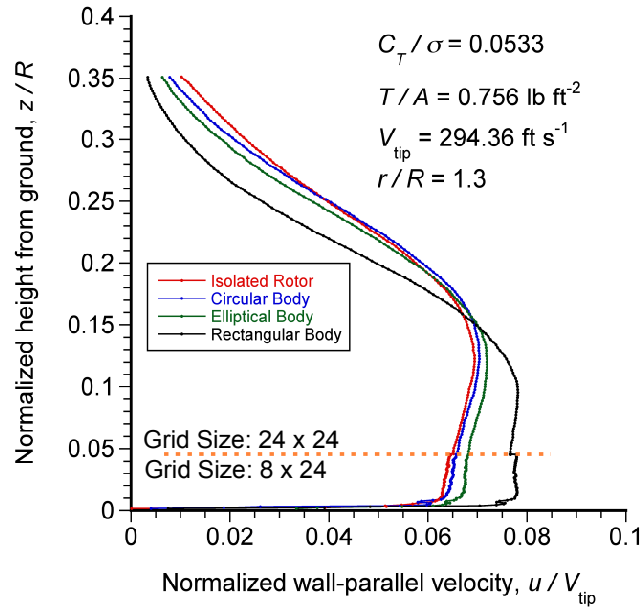 0.4
0.35
0.3
0.25
0.2
0.15
0.1
0.05
0
Normalized height from ground, z / R
C_T / σ = 0.0533
T / A = 0.756 lb ft⁻²
V_tip = 294.36 ft s⁻¹
r / R = 1.3
Isolated Rotor
Circular Body
Elliptical Body
Rectangular Body
Grid Size: 24 x 24
Grid Size: 8 x 24
0 0.02 0.04 0.06 0.08 0.1
Normalized wall-parallel velocity, u / V_tip